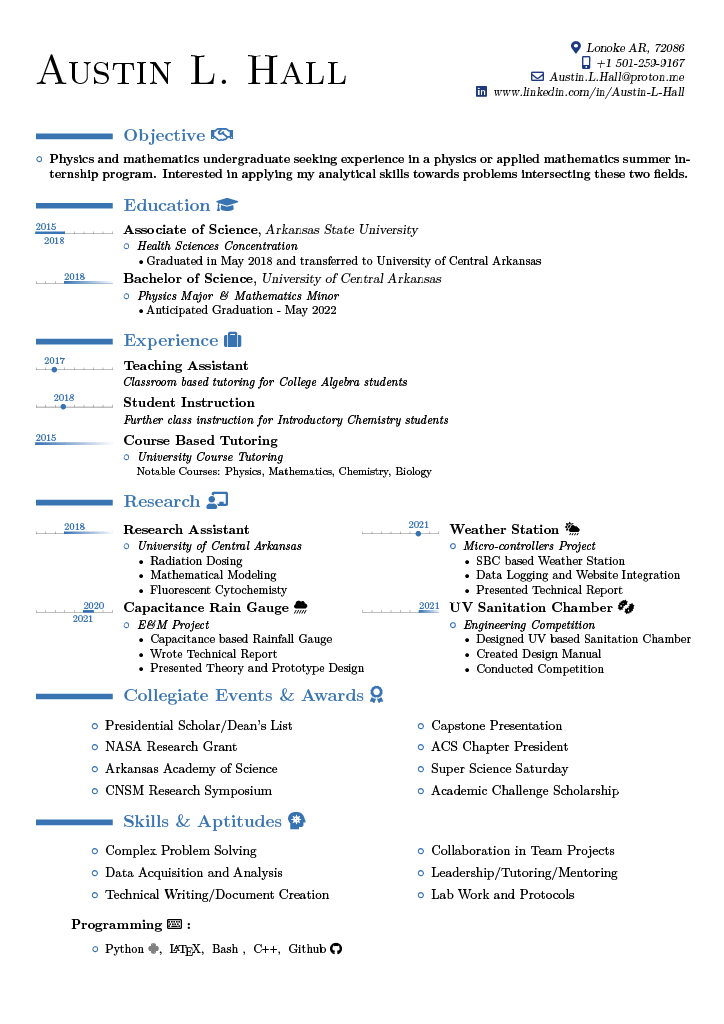 Austin L. Hall
Lonoke AR, 72086
+1 501-259-9167
Austin.L.Hall@proton.me
www.linkedin.com/in/Austin-L-Hall
Objective
Physics and mathematics undergraduate seeking experience in a physics or applied mathematics summer in-
ternship program. Interested in applying my analytical skills towards problems intersecting these two fields.
Education
2015
2018
Associate of Science, Arkansas State University
Health Sciences Concentration
• Graduated in May 2018 and transferred to University of Central Arkansas
2018
Bachelor of Science, University of Central Arkansas
Physics Major & Mathematics Minor
• Anticipated Graduation - May 2022
Experience
2017
Teaching Assistant
Classroom based tutoring for College Algebra students
2018
Student Instruction
Further class instruction for Introductory Chemistry students
2015
Course Based Tutoring
University Course Tutoring
Notable Courses: Physics, Mathematics, Chemistry, Biology
Research
2018
Research Assistant
University of Central Arkansas
• Radiation Dosing
• Mathematical Modeling
• Fluorescent Cytochemisty
2020
2021
Capacitance Rain Gauge
E&M Project
• Capacitance based Rainfall Gauge
• Wrote Technical Report
• Presented Theory and Prototype Design
2021
Weather Station
Micro-controllers Project
• SBC based Weather Station
• Data Logging and Website Integration
• Presented Technical Report
2021
UV Sanitation Chamber
Engineering Competition
• Designed UV based Sanitation Chamber
• Created Design Manual
• Conducted Competition
Collegiate Events & Awards
Presidential Scholar/Dean's List
NASA Research Grant
Arkansas Academy of Science
CNSM Research Symposium
Capstone Presentation
ACS Chapter President
Super Science Saturday
Academic Challenge Scholarship
Skills & Aptitudes
Complex Problem Solving
Data Acquisition and Analysis
Technical Writing/Document Creation
Collaboration in Team Projects
Leadership/Tutoring/Mentoring
Lab Work and Protocols
Programming :
Python , LATEX, Bash , C++, Github